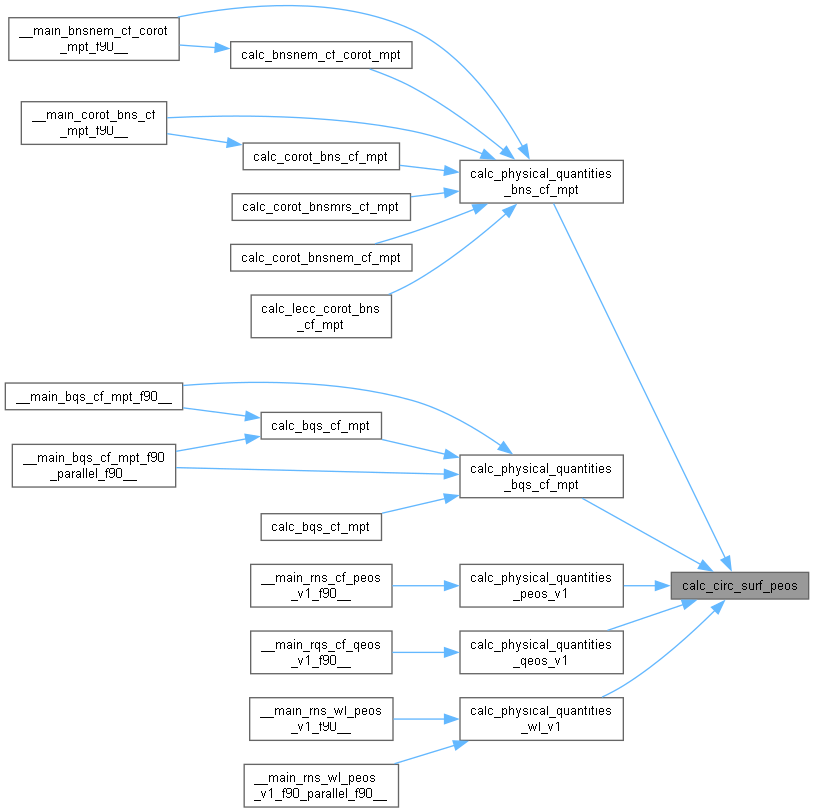 __main_bnsnem_cf_corot
_mpt_f90__
calc_bnsnem_cf_corot_mpt
__main_corot_bns_cf
_mpt_f90__
calc_corot_bns_cf_mpt
calc_physical_quantities
_bns_cf_mpt
calc_corot_bnsmrs_cf_mpt
calc_corot_bnsnem_cf_mpt
calc_lecc_corot_bns
_cf_mpt
__main_bqs_cf_mpt_f90__
calc_bqs_cf_mpt
__main_bqs_cf_mpt_f90
_parallel_f90__
calc_physical_quantities
_bqs_cf_mpt
calc_bqs_cf_mpt
__main_rns_cf_peos
_v1_f90__
calc_physical_quantities
_peos_v1
calc_circ_surf_peos
__main_rqs_cf_qeos
_v1_f90__
calc_physical_quantities
_qeos_v1
__main_rns_wl_peos
_v1_f90__
calc_physical_quantities
_wl_v1
__main_rns_wl_peos
_v1_f90_parallel_f90__